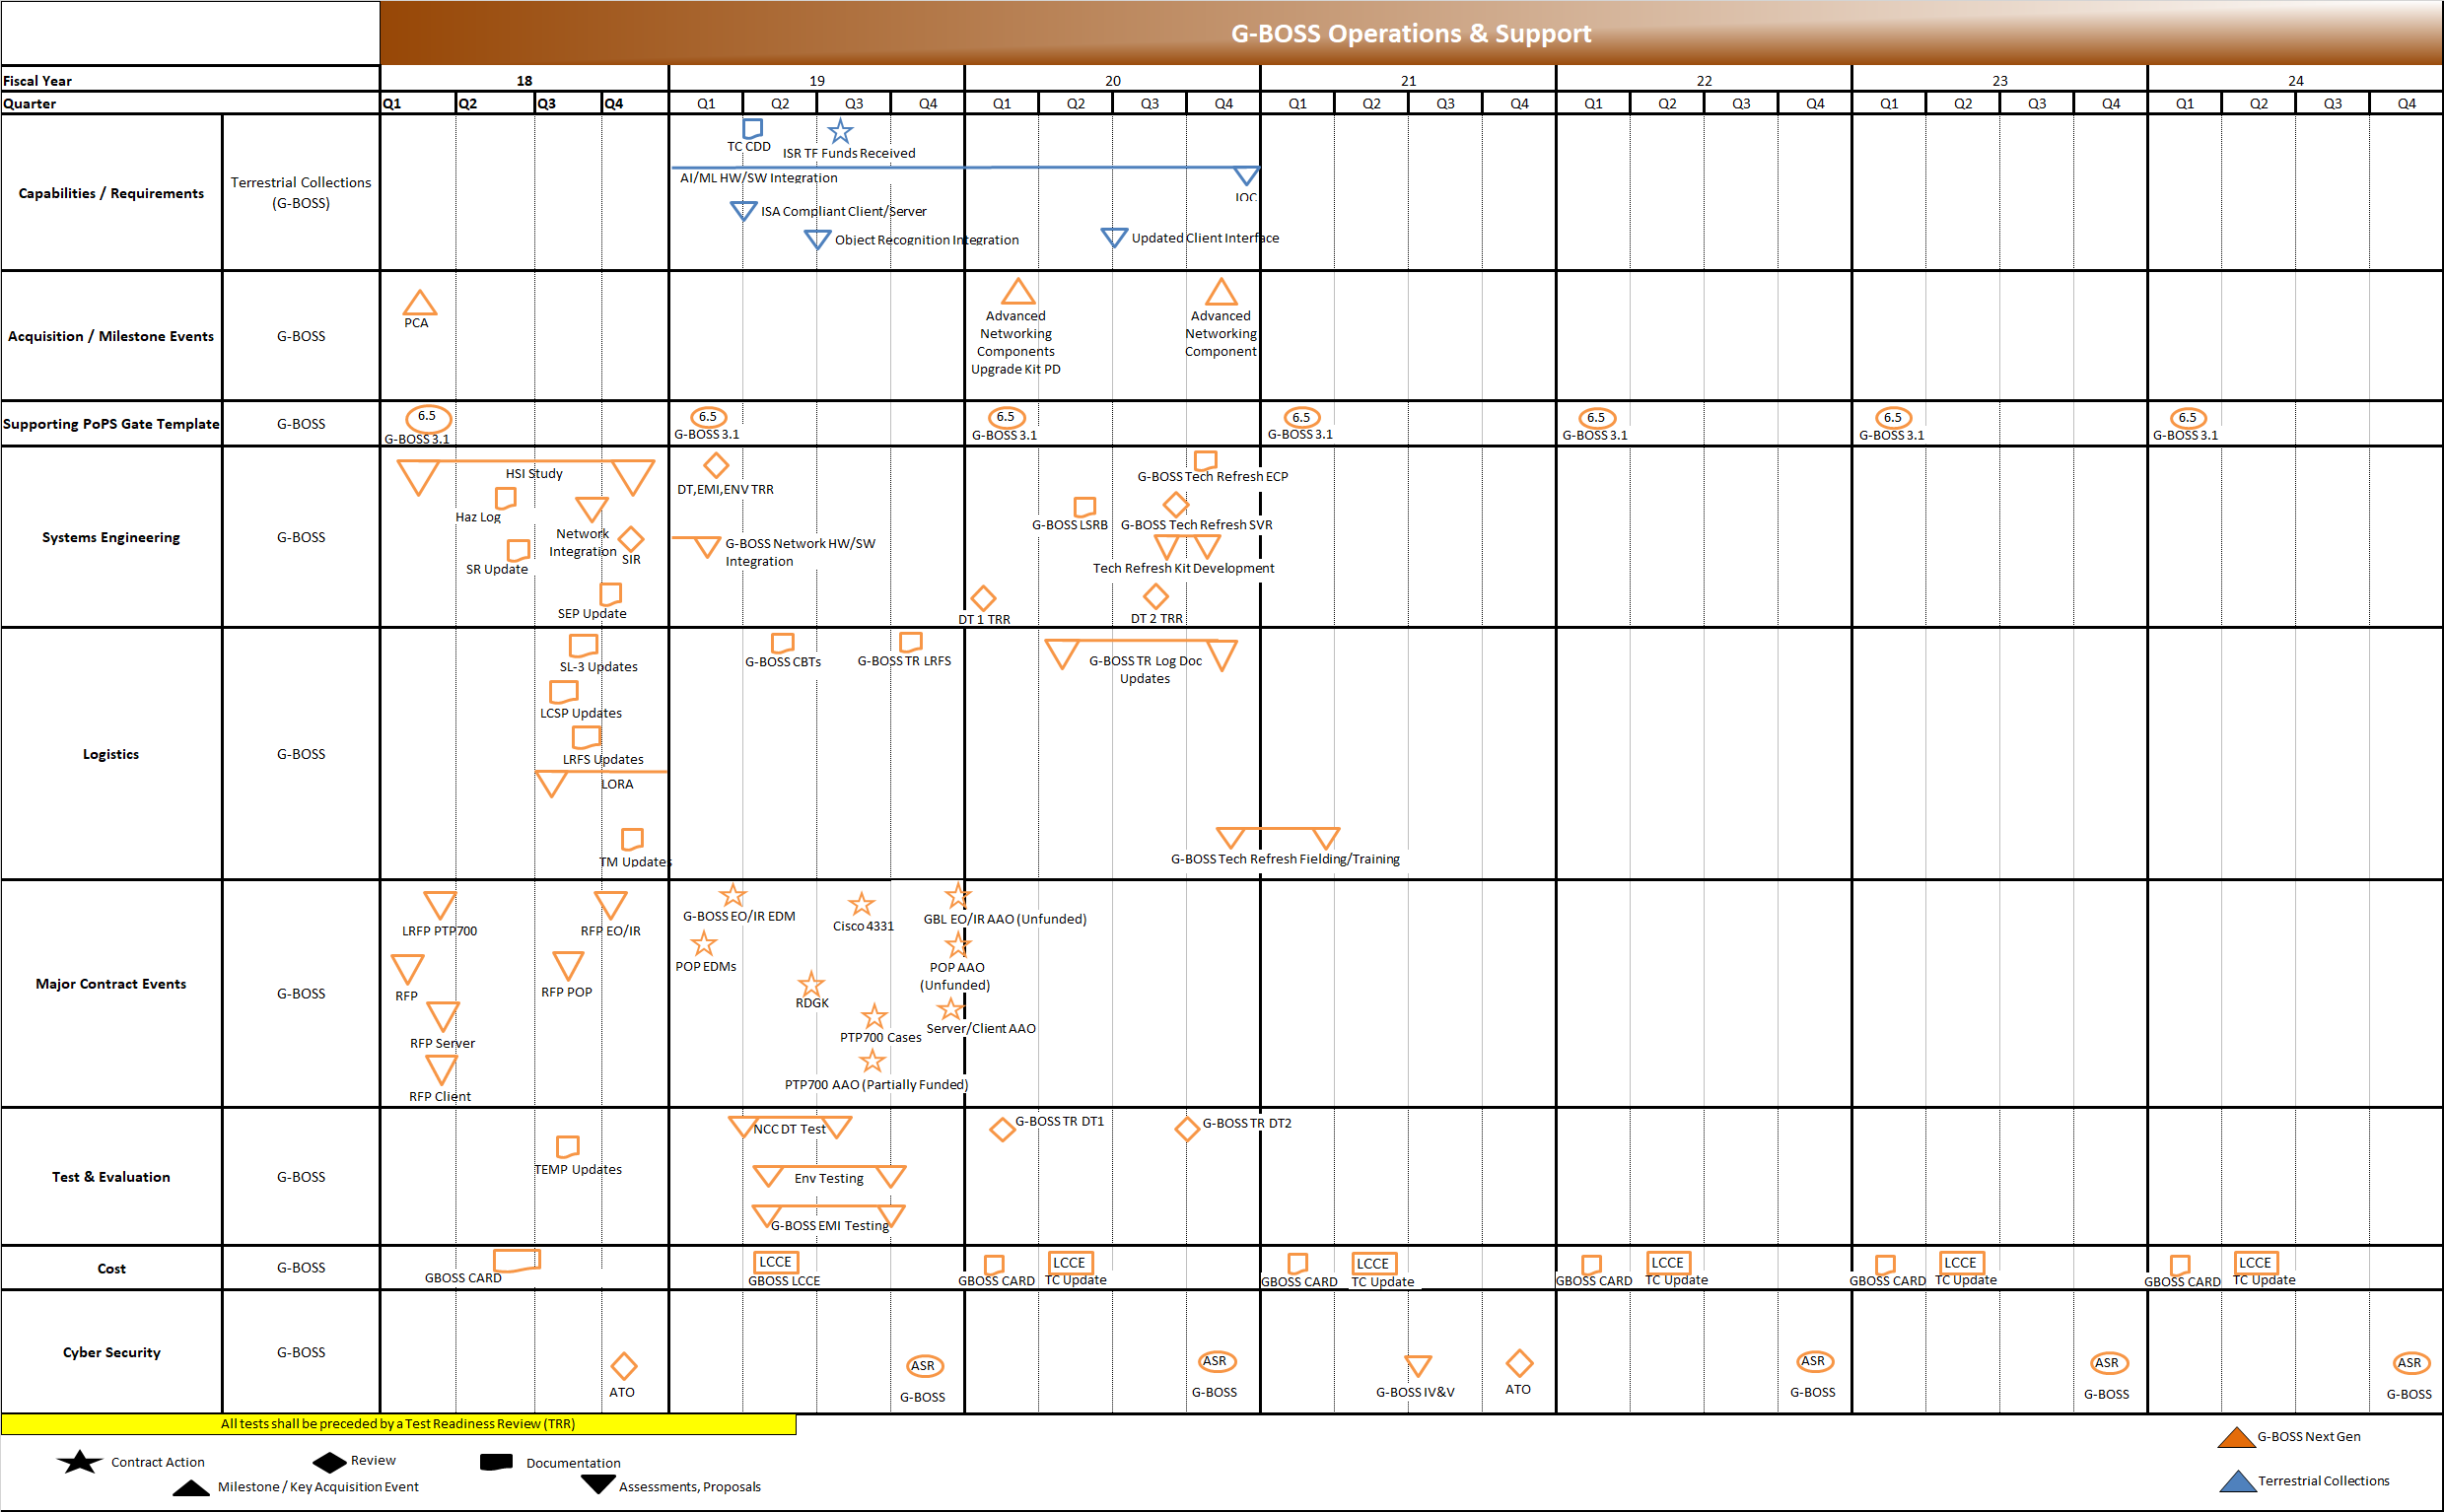 G-BOSS Operations & Support
Fiscal Year 18 19 20 21 22 23 24
Quarter Q1 Q2 Q3 Q4 Q1 Q2 Q3 Q4 Q1 Q2 Q3 Q4 Q1 Q2 Q3 Q4 Q1 Q2 Q3 Q4 Q1 Q2 Q3 Q4 Q1 Q2 Q3 Q4
Capabilities / Requirements
Terrestrial Collections
(G-BOSS)
TC CDD
ISR TF Funds Received
AI/ML HW/SW Integration
IOC
ISA Compliant Client/Server
Object Recognition Integration
Updated Client Interface
Acquisition / Milestone Events
G-BOSS
PCA
Advanced
Networking
Components
Upgrade Kit PD
Advanced
Networking
Component
Supporting PoPS Gate Template
G-BOSS
6.5
G-BOSS 3.1
6.5
G-BOSS 3.1
6.5
G-BOSS 3.1
6.5
G-BOSS 3.1
6.5
G-BOSS 3.1
6.5
G-BOSS 3.1
6.5
G-BOSS 3.1
Systems Engineering
G-BOSS
HSI Study
Haz Log
Network
Integration
SIR
SR Update
SEP Update
DT,EMI,ENV TRR
G-BOSS Network HW/SW
Integration
G-BOSS Tech Refresh ECP
G-BOSS LSRB
G-BOSS Tech Refresh SVR
Tech Refresh Kit Development
DT 1 TRR
DT 2 TRR
Logistics
G-BOSS
SL-3 Updates
LCSP Updates
LRFS Updates
LORA
TM Updates
G-BOSS CBTs
G-BOSS TR LRFS
G-BOSS TR Log Doc
Updates
G-BOSS Tech Refresh Fielding/Training
Major Contract Events
G-BOSS
LRFP PTP700
RFP EO/IR
RFP
RFP POP
RFP Server
RFP Client
G-BOSS EO/IR EDM
Cisco 4331
GBL EO/IR AAO (Unfunded)
POP EDMs
POP AAO
(Unfunded)
RDGK
PTP700 Cases
Server/Client AAO
PTP700 AAO (Partially Funded)
Test & Evaluation
G-BOSS
TEMP Updates
NCC DT Test
Env Testing
G-BOSS EMI Testing
G-BOSS TR DT1
G-BOSS TR DT2
Cost
G-BOSS
GBOSS CARD
LCCE
GBOSS LCCE
GBOSS CARD
LCCE
TC Update
GBOSS CARD
LCCE
TC Update
GBOSS CARD
LCCE
TC Update
GBOSS CARD
LCCE
TC Update
GBOSS CARD
LCCE
TC Update
Cyber Security
G-BOSS
ATO
ASR
G-BOSS
ASR
G-BOSS
G-BOSS IV&V
ATO
ASR
G-BOSS
ASR
G-BOSS
ASR
G-BOSS
All tests shall be preceded by a Test Readiness Review (TRR)
Contract Action
Review
Documentation
Milestone / Key Acquisition Event
Assessments, Proposals
G-BOSS Next Gen
Terrestrial Collections